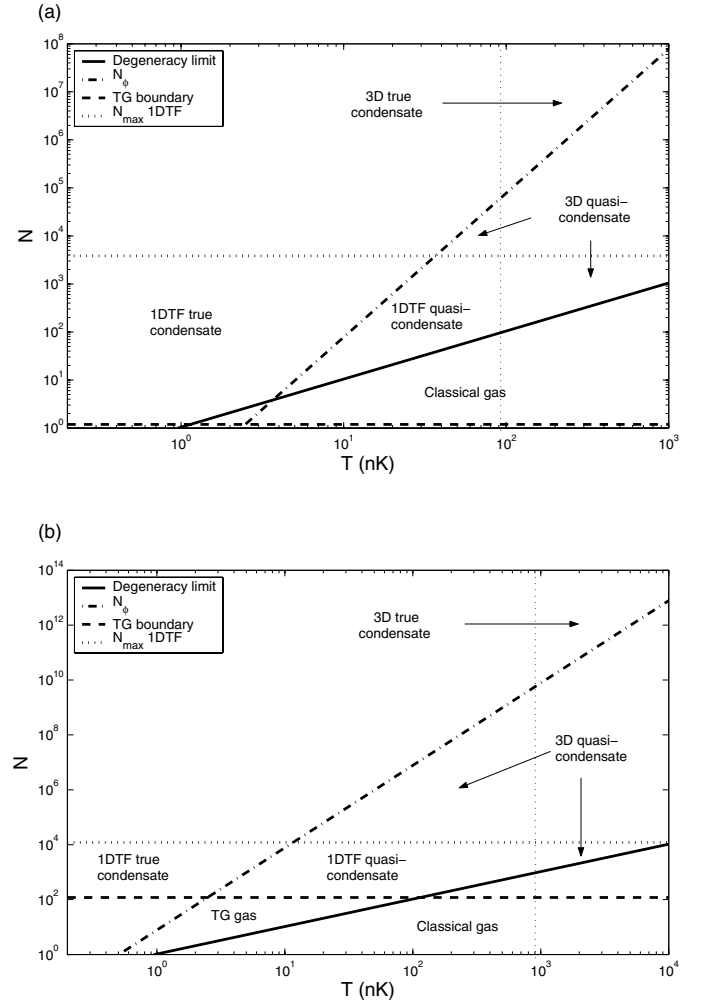 (a)
10^8
10^7
10^6
10^5
10^4
10^3
10^2
10^1
10^0
N
Degeneracy limit
N_ϕ
TG boundary
N_max 1DTF
3D true
condensate
3D quasi−
condensate
1DTF true
condensate
1DTF quasi−
condensate
Classical gas
10^0
10^1
10^2
10^3
T (nK)
(b)
10^14
10^12
10^10
10^8
10^6
10^4
10^2
10^0
N
Degeneracy limit
N_ϕ
TG boundary
N_max 1DTF
3D true
condensate
3D quasi−
condensate
1DTF true
condensate
1DTF quasi−
condensate
TG gas
Classical gas
10^0
10^1
10^2
10^3
10^4
T (nK)